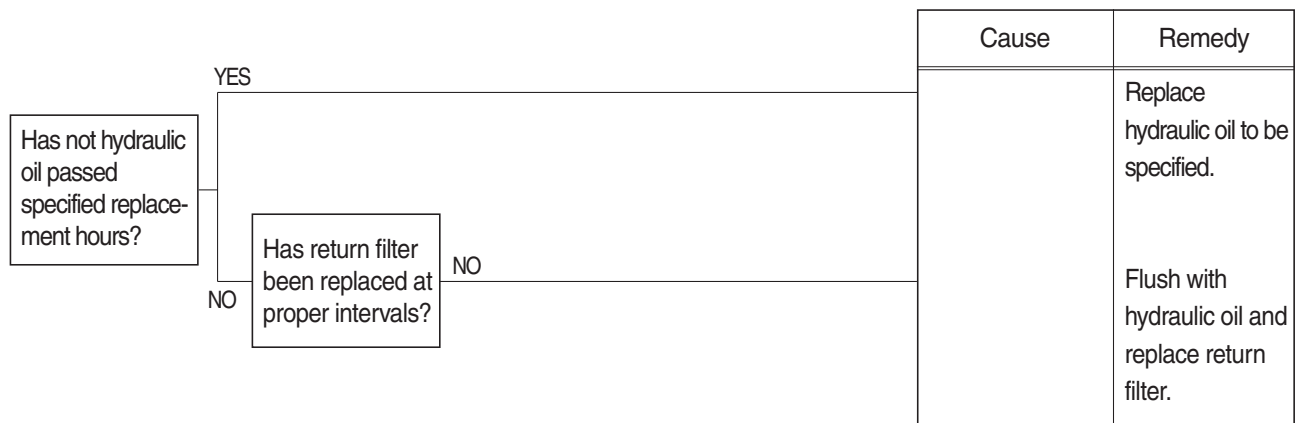 Cause
Remedy
YES
Has not hydraulic
oil passed
specified replace-
ment hours?
Replace
hydraulic oil to be
specified.
Has return filter
been replaced at
proper intervals?
NO
NO
Flush with
hydraulic oil and
replace return
filter.